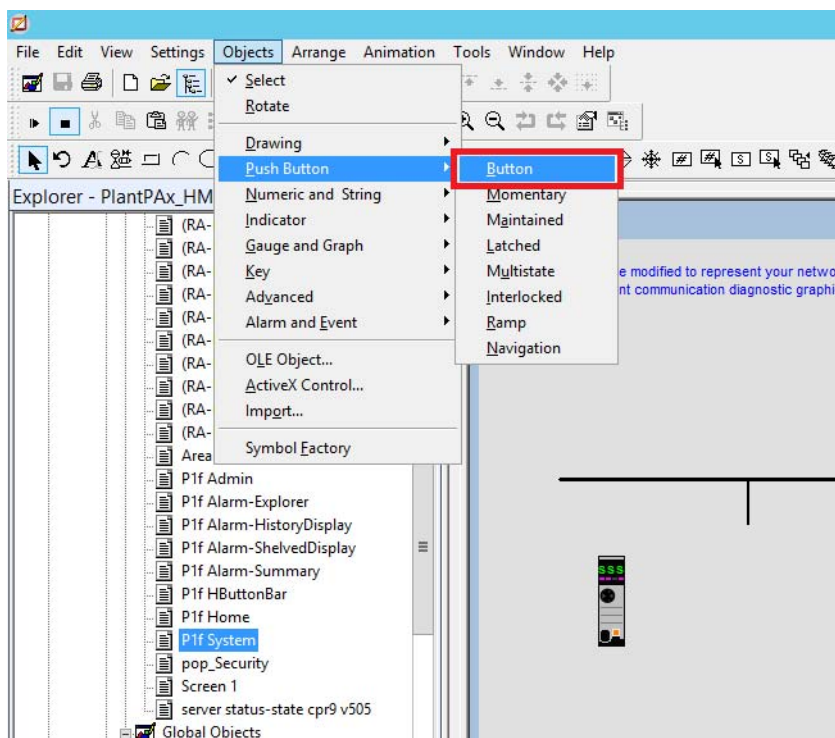 File Edit View Settings Objects Arrange Animation Tools Window Help
Select
Rotate
Drawing
Push Button
Numeric and String
Indicator
Gauge and Graph
Key
Advanced
Alarm and Event
OLE Object...
ActiveX Control...
Import...
Symbol Factory
Button
Momentary
Maintained
Latched
Multistate
Interlocked
Ramp
Navigation
Explorer - PlantPAx_HM
(RA-
(RA-
(RA-
(RA-
(RA-
(RA-
(RA-
(RA-
(RA-
(RA-
Area
P1f Admin
P1f Alarm-Explorer
P1f Alarm-HistoryDisplay
P1f Alarm-ShelvedDisplay
P1f Alarm-Summary
P1f HButtonBar
P1f Home
P1f System
pop_Security
Screen 1
server status-state cpr9 v505
Global Objects
e modified to represent your netwo
nt communication diagnostic graphi
SSS